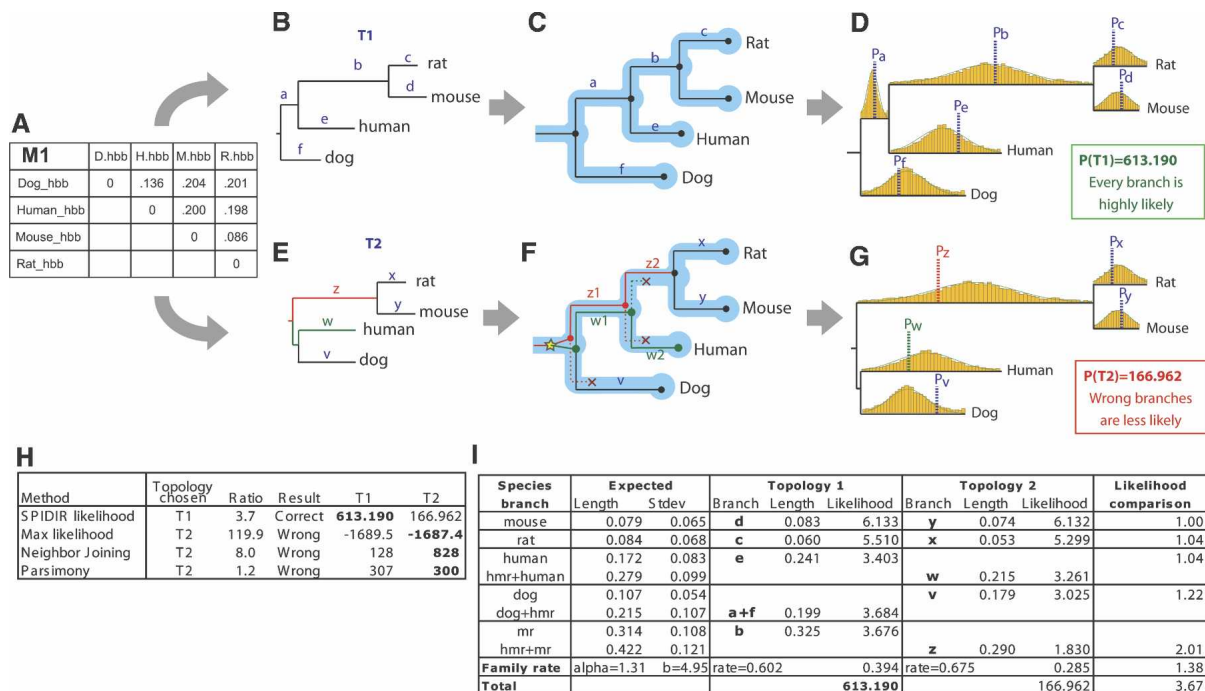 A
M1 D.hbb H.hbb M.hbb R.hbb
Dog_hbb 0 .136 .204 .201
Human_hbb 0 .200 .198
Mouse_hbb 0 .086
Rat_hbb 0
B
T1
b c rat
d mouse
a
e human
f dog
C
c Rat
b
a Mouse
e Human
f Dog
D
Pa Pb Pc
Rat
Pd
Mouse
Pe
Human
Pf
Dog
P(T1)=613.190
Every branch is
highly likely
E
T2
x rat
z
y mouse
w human
v dog
F
x Rat
z2
z1 y Mouse
w1
w2 Human
v Dog
G
Pz Px
Rat
Py
Mouse
Pw
Human
Pv
Dog
P(T2)=166.962
Wrong branches
are less likely
H
Method Topology chosen Ratio Result T1 T2
SPIDIR likelihood T1 3.7 Correct 613.190 166.962
Max likelihood T2 119.9 Wrong -1689.5 -1687.4
Neighbor Joining T2 8.0 Wrong 128 828
Parsimony T2 1.2 Wrong 307 300
I
Species Expected Topology 1 Topology 2 Likelihood
branch Length Stdev Branch Length Likelihood Branch Length Likelihood comparison
mouse 0.079 0.065 d 0.083 6.133 y 0.074 6.132 1.00
rat 0.084 0.068 c 0.060 5.510 x 0.053 5.299 1.04
human 0.172 0.083 e 0.241 3.403 1.04
hmr+human 0.279 0.099 w 0.215 3.261
dog 0.107 0.054 v 0.179 3.025 1.22
dog+hmr 0.215 0.107 a+f 0.199 3.684
mr 0.314 0.108 b 0.325 3.676
hmr+mr 0.422 0.121 z 0.290 1.830 2.01
Family rate alpha=1.31 b=4.95 rate=0.602 0.394 rate=0.675 0.285 1.38
Total 613.190 166.962 3.67